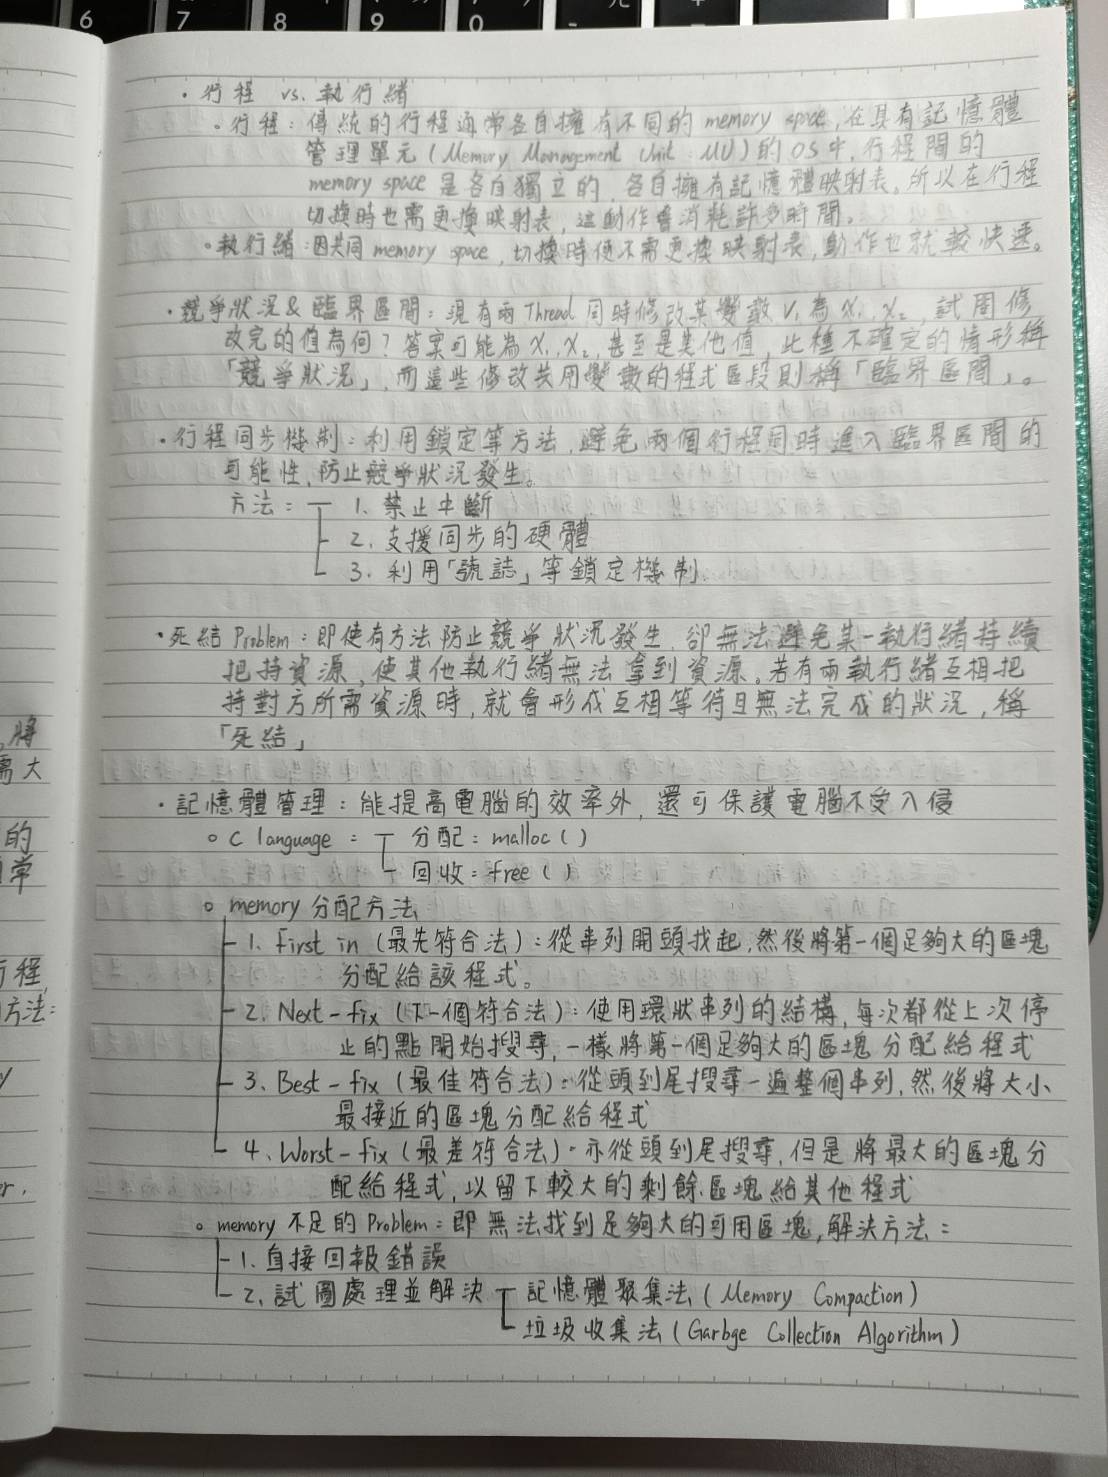 6 7 8 9 0 - ㄦ + =
・行程 vs. 執行緒
・行程：傳統的行程通常各自擁有不同的 memory space，在具有記憶體
管理單元（Memory Management Unit：MU）的 OS 中，行程間的
memory space 是各自獨立的，各自擁有記憶體映射表。所以在行程
切換時也需更換映射表，這動作會消耗許多時間。
・執行緒：因共同 memory space，切換時便不需更換映射表，動作也就較快速。
・競爭狀況 & 臨界區間：現有兩 Thread 同時修改某變數 V，為 X₁、X₂，試問修
改完的值為何？答案可能為 X₁、X₂，甚至是其他值，此種不確定的情形稱
「競爭狀況」，而這些修改共用變數的程式區段則稱「臨界區間」。
・行程同步機制：利用鎖定等方法，避免兩個行程同時進入臨界區間的
可能性，防止競爭狀況發生。
方法： 1. 禁止中斷
2. 支援同步的硬體
3. 利用「號誌」等鎖定機制。
・死結 Problem：即使有方法防止競爭狀況發生，卻無法避免某一執行緒持續
把持資源，使其他執行緒無法拿到資源。若有兩執行緒互相把
持對方所需資源時，就會形成互相等待且無法完成的狀況，稱
「死結」
・記憶體管理：能提高電腦的效率外，還可保護電腦不受入侵
。C language： 分配：malloc ( )
回收：free ( )
。memory 分配方法
1. First in（最先符合法）：從串列開頭找起，然後將第一個足夠大的區塊
分配給該程式。
2. Next-fix（下一個符合法）：使用環狀串列的結構，每次都從上次停
止的點開始搜尋，一樣將第一個足夠大的區塊分配給程式
3. Best-fix（最佳符合法）：從頭到尾搜尋一遍整個串列，然後將大小
最接近的區塊分配給程式
4. Worst-fix（最差符合法）：亦從頭到尾搜尋，但是將最大的區塊分
配給程式，以留下較大的剩餘區塊給其他程式
。memory 不足的 Problem：即無法找到足夠大的可用區塊，解決方法：
1. 直接回報錯誤
2. 試圖處理並解決 記憶體聚集法（Memory Compaction）
垃圾收集法（Garbge Collection Algorithm）